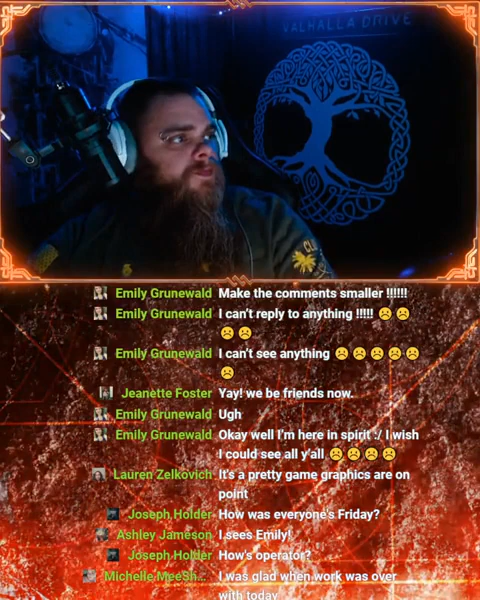 VALHALLA DRIVE
Emily Grunewald Make the comments smaller !!!!!!
Emily Grunewald I can't reply to anything !!!!! ☹️ ☹️
☹️ ☹️
Emily Grunewald I can't see anything ☹️ ☹️ ☹️ ☹️ ☹️
☹️
Jeanette Foster Yay! we be friends now.
Emily Grunewald Ugh
Emily Grunewald Okay well I'm here in spirit :/ I wish
I could see all y'all ☹️ ☹️ ☹️ ☹️
Lauren Zelkovich It's a pretty game graphics are on
point
Joseph Holder How was everyone's Friday?
Ashley Jameson I sees Emily!
Joseph Holder How's operator?
Michelle MeeSh... I was glad when work was over
with today